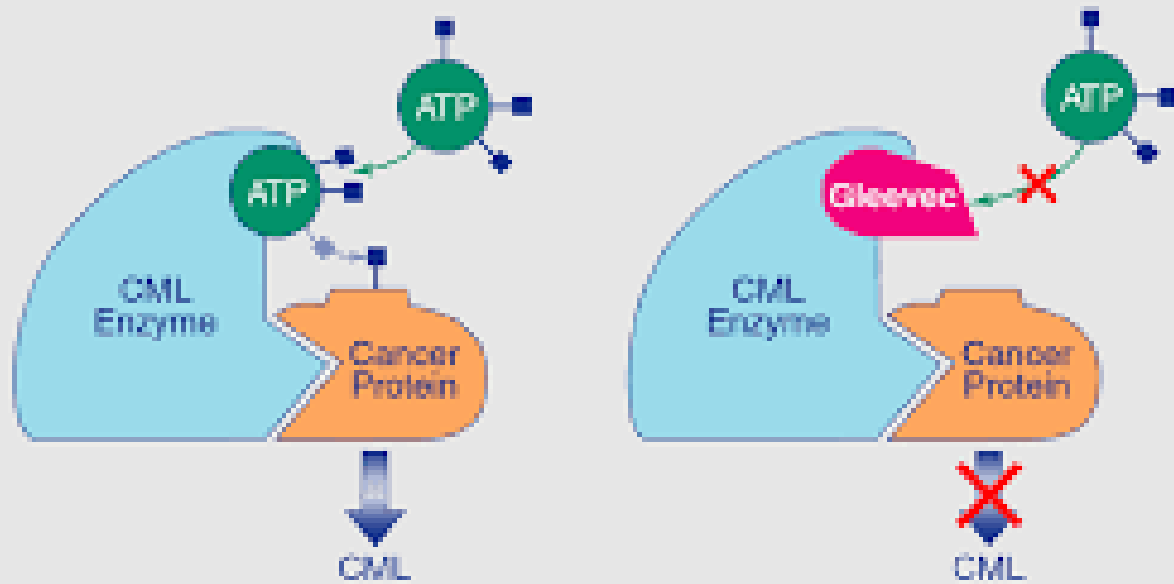 ATP
ATP
CML
Enzyme
Cancer
Protein
CML
ATP
Gleevec
CML
Enzyme
Cancer
Protein
CML